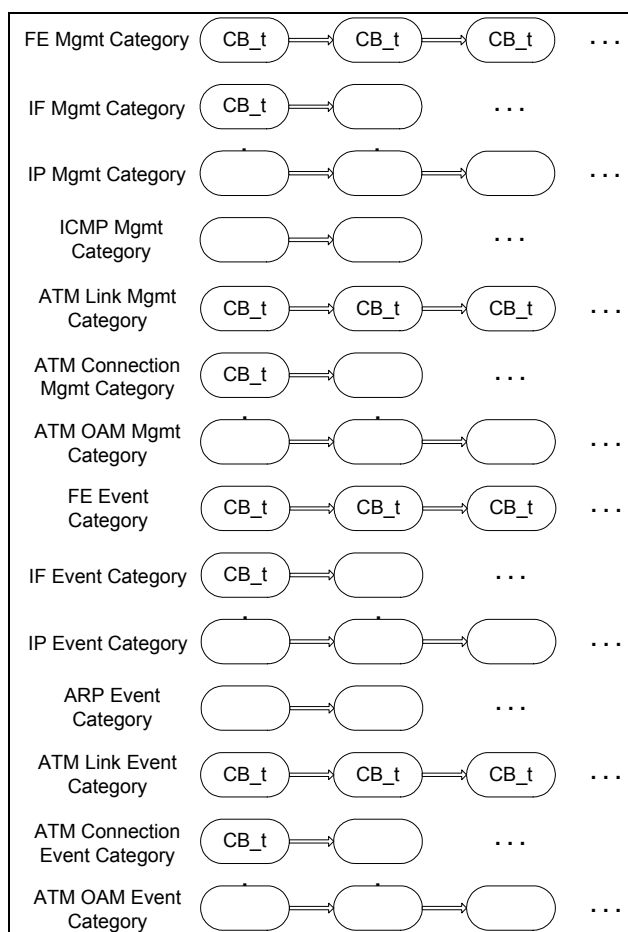 FE Mgmt Category CB_t CB_t CB_t . . .
IF Mgmt Category CB_t . . .
IP Mgmt Category . . .
ICMP Mgmt
Category . . .
ATM Link Mgmt
Category CB_t CB_t CB_t . . .
ATM Connection
Mgmt Category CB_t . . .
ATM OAM Mgmt
Category . . .
FE Event
Category CB_t CB_t CB_t . . .
IF Event Category CB_t . . .
IP Event Category . . .
ARP Event
Category . . .
ATM Link Event
Category CB_t CB_t CB_t . . .
ATM Connection
Event Category CB_t . . .
ATM OAM Event
Category . . .